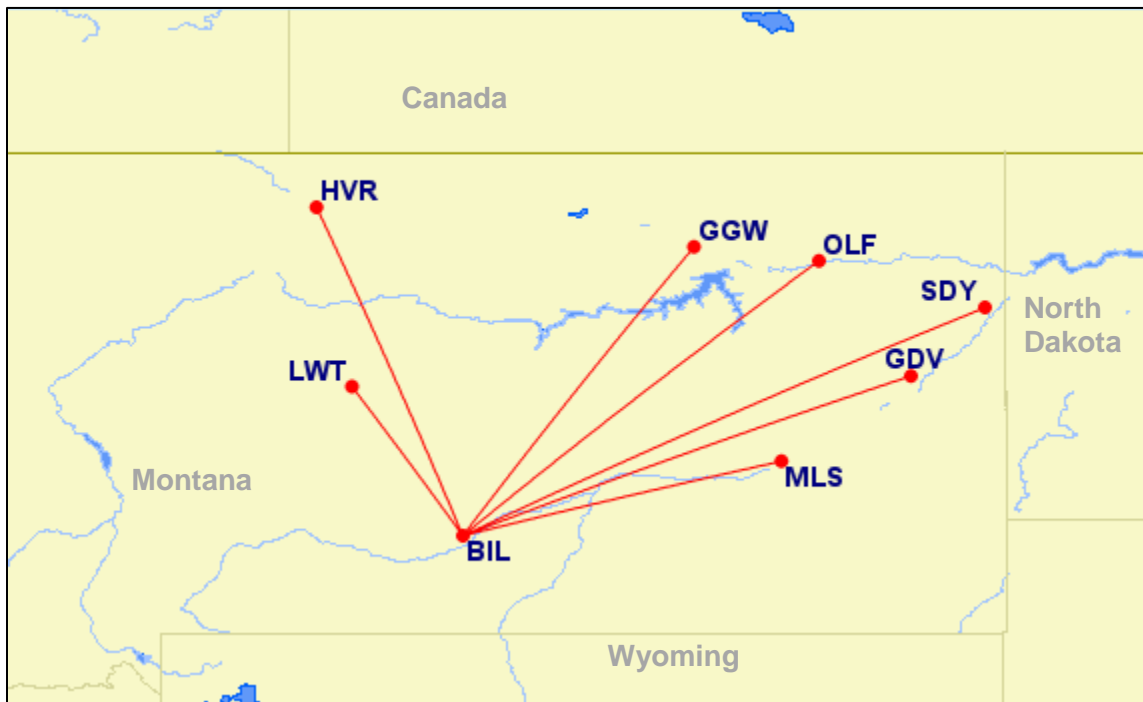 Canada
HVR
GGW
OLF
SDY
North
Dakota
GDV
LWT
Montana
MLS
BIL
Wyoming